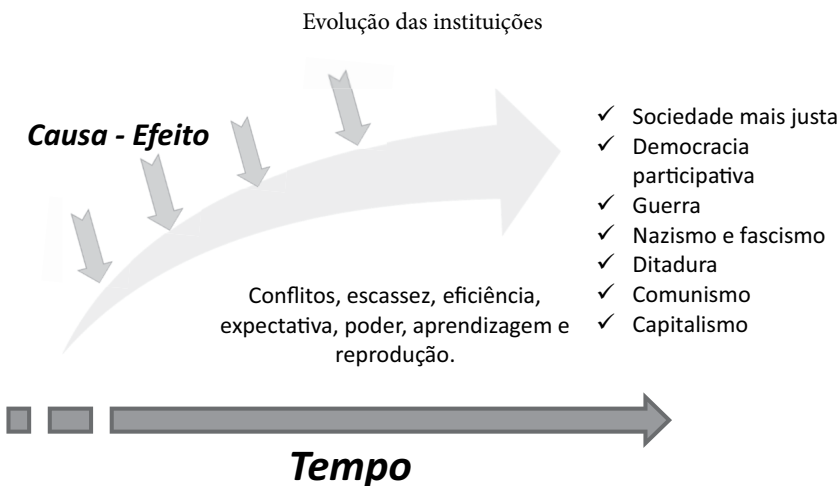 Evolução das instituições
Causa - Efeito
✓ Sociedade mais justa
✓ Democracia
participativa
✓ Guerra
✓ Nazismo e fascismo
✓ Ditadura
✓ Comunismo
✓ Capitalismo
Conflitos, escassez, eficiência,
expectativa, poder, aprendizagem e
reprodução.
Tempo